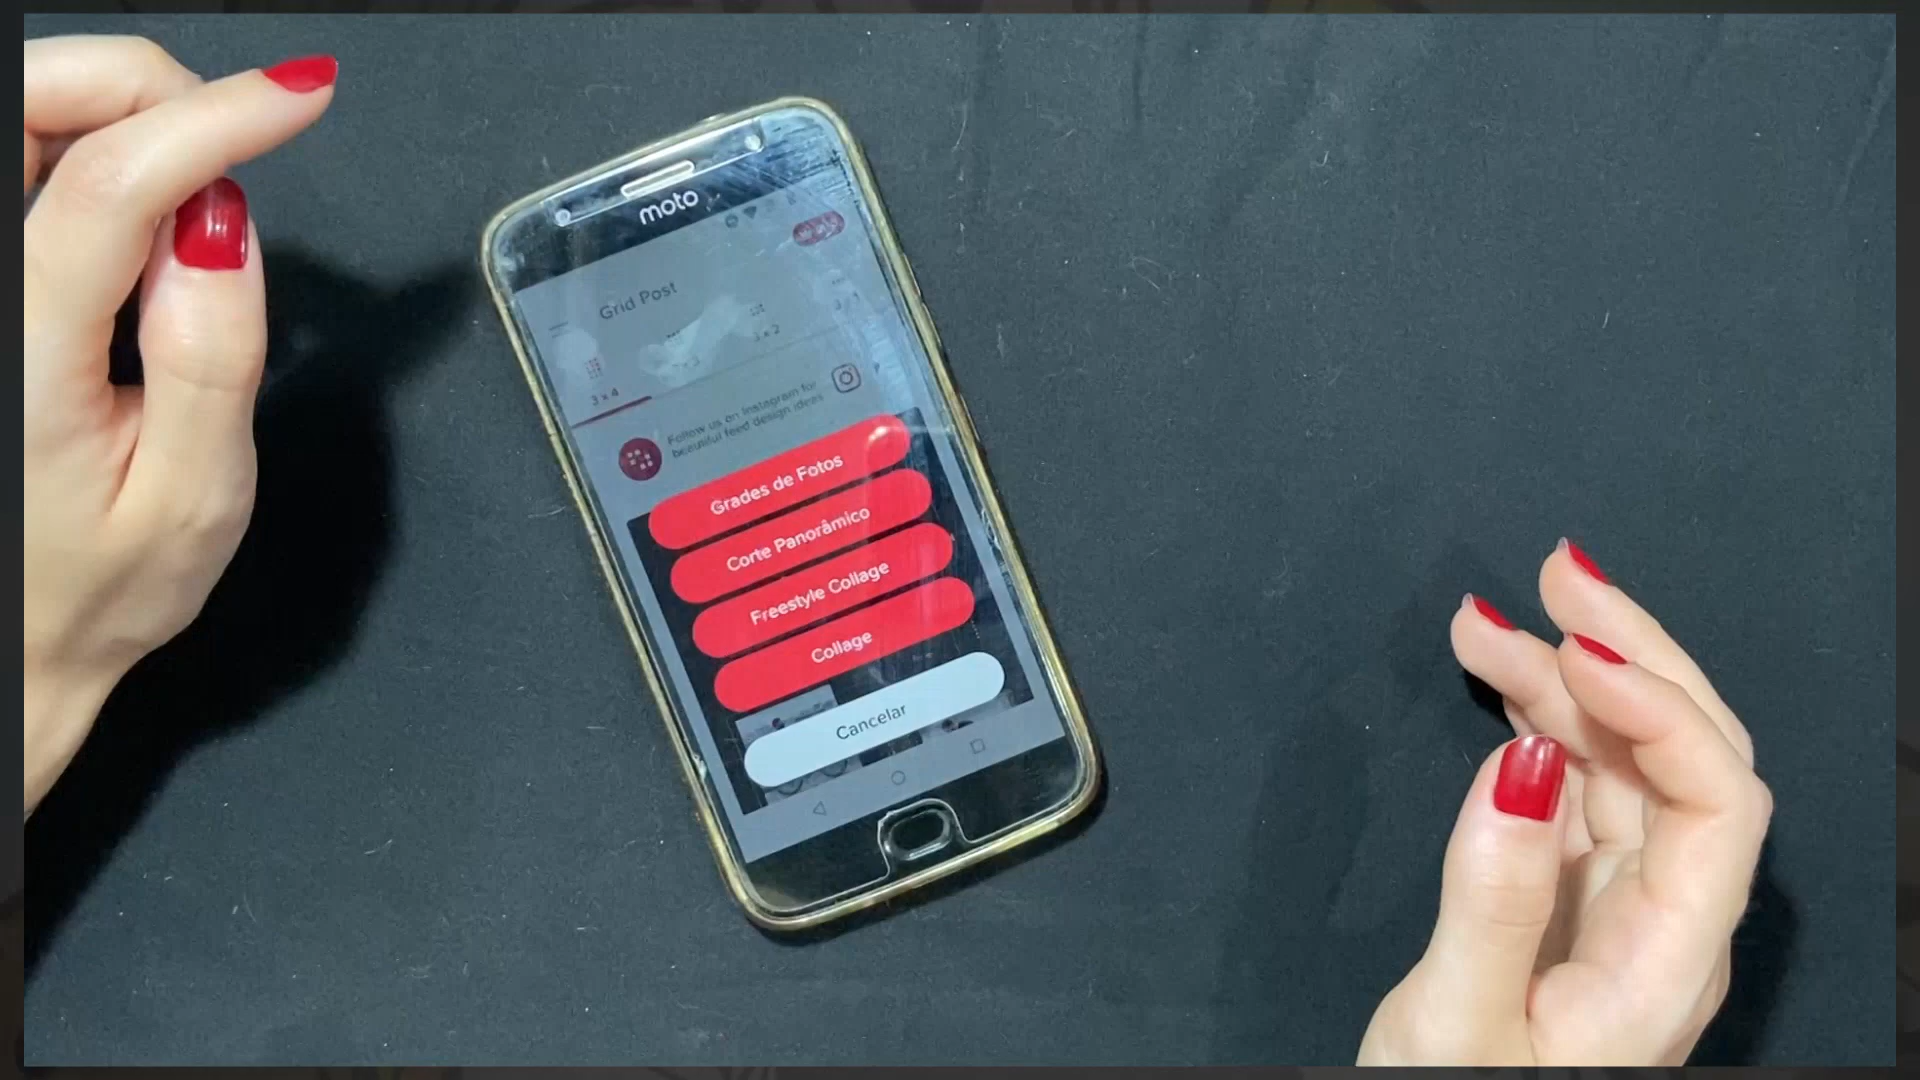 moto
Grid Post
3 x 4
3 x 2
Follow us on Instagram for
beautiful feed design ideas
Grades de Fotos
Corte Panorâmico
Freestyle Collage
Collage
Cancelar